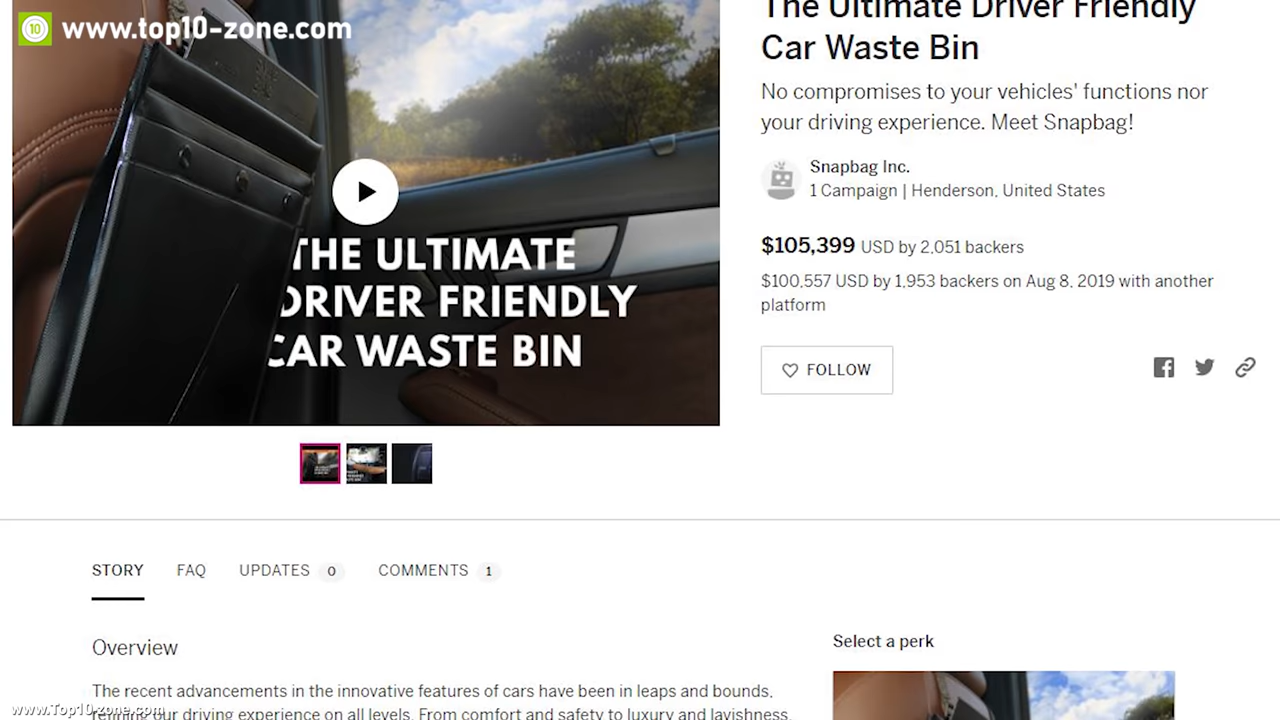 10 www.top10-zone.com
The Ultimate Driver Friendly
Car Waste Bin
No compromises to your vehicles' functions nor
your driving experience. Meet Snapbag!
Snapbag Inc.
1 Campaign | Henderson, United States
$105,399 USD by 2,051 backers
$100,557 USD by 1,953 backers on Aug 8, 2019 with another
platform
FOLLOW
THE ULTIMATE
DRIVER FRIENDLY
CAR WASTE BIN
STORY FAQ UPDATES 0 COMMENTS 1
Overview
Select a perk
The recent advancements in the innovative features of cars have been in leaps and bounds,
our driving experience on all levels. From comfort and safety to luxury and lavishness,
www.Top10-zone.com